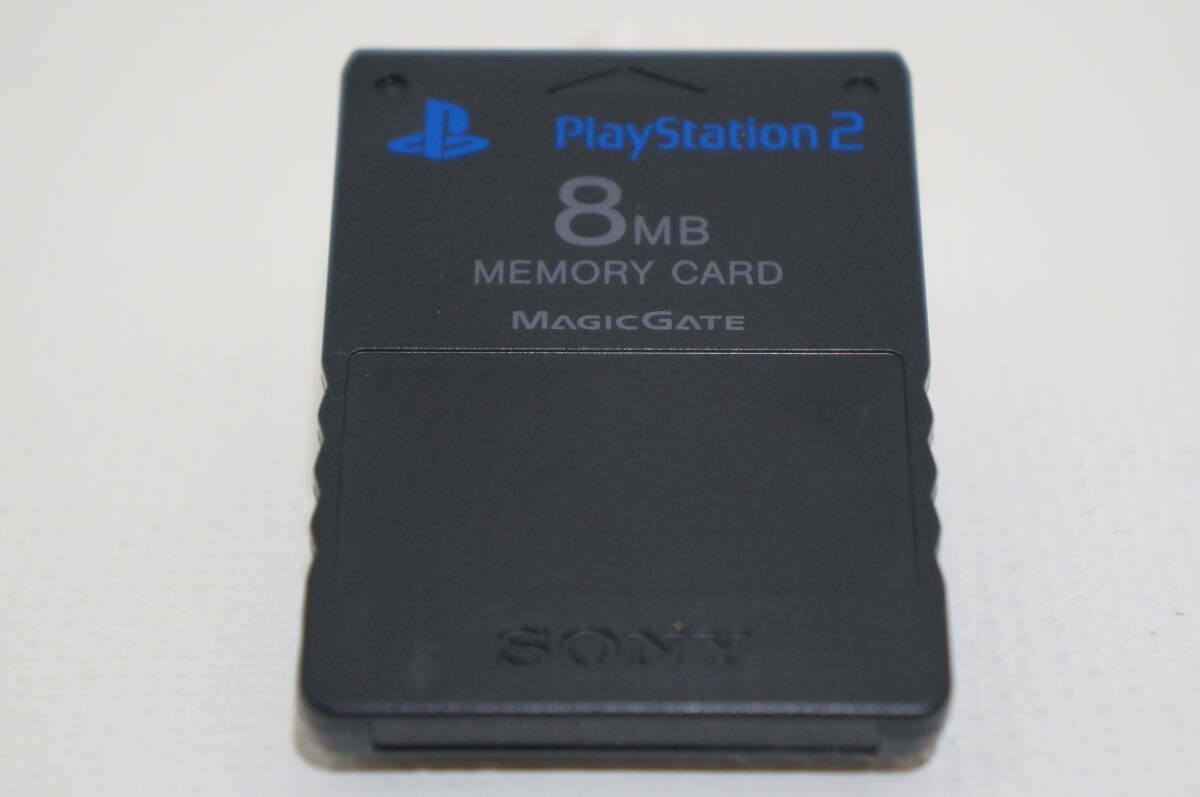 PlayStation 2
8MB
MEMORY CARD
MAGICGATE
SONY